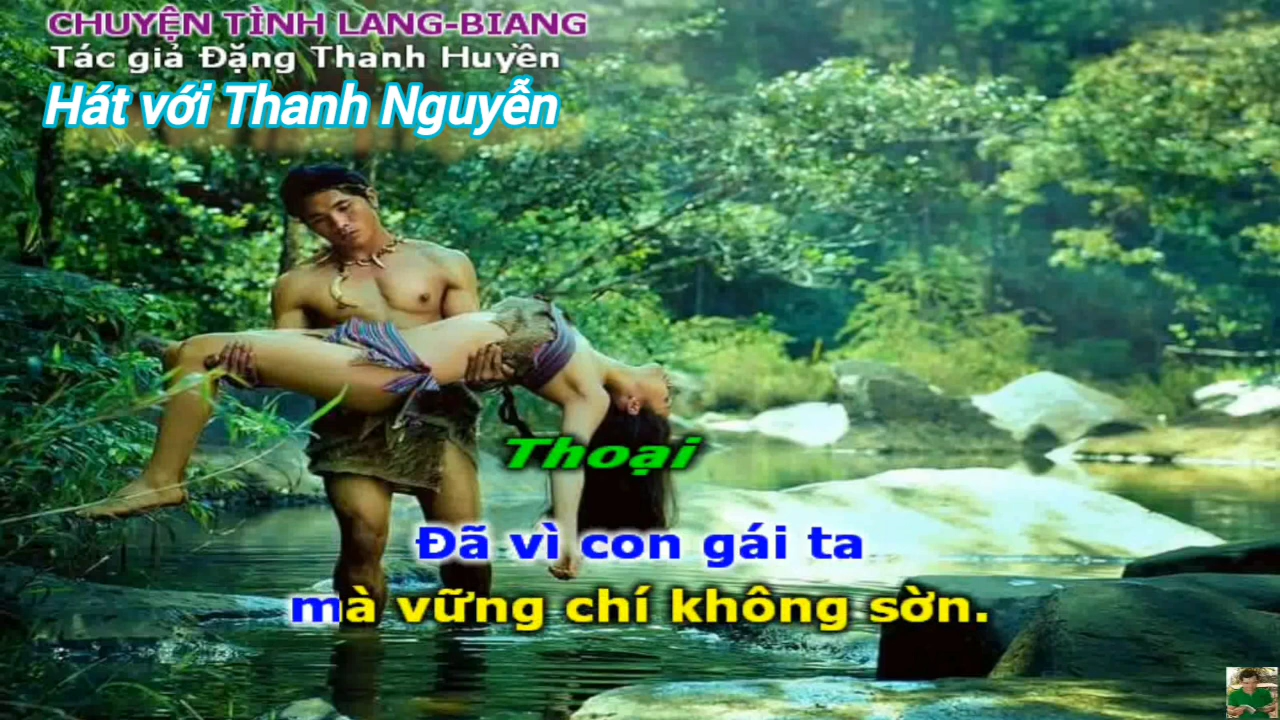 CHUYỆN TÌNH LANG-BIANG
Tác giả Đặng Thanh Huyền
Hát với Thanh Nguyễn
Thoại
Đã vì con gái ta
mà vững chí không sờn.